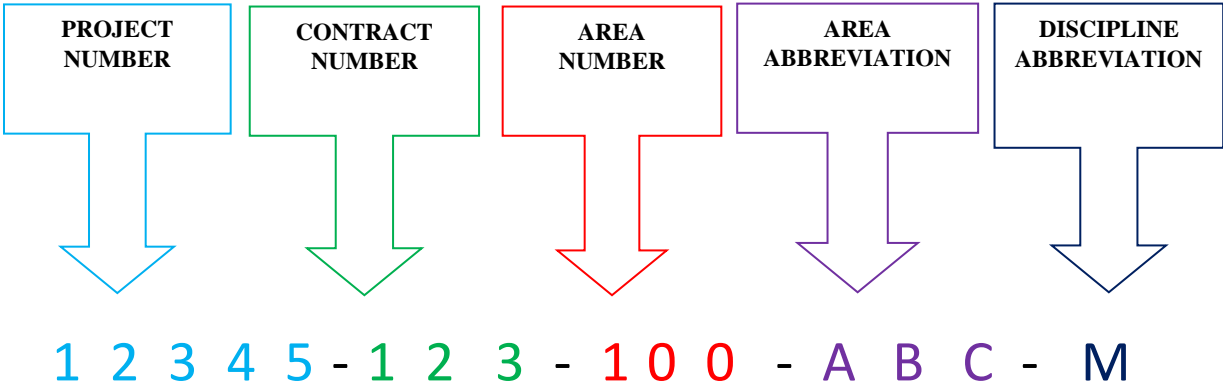 PROJECT
NUMBER
CONTRACT
NUMBER
AREA
NUMBER
AREA
ABBREVIATION
DISCIPLINE
ABBREVIATION
1 2 3 4 5 - 1 2 3 - 1 0 0 - A B C - M